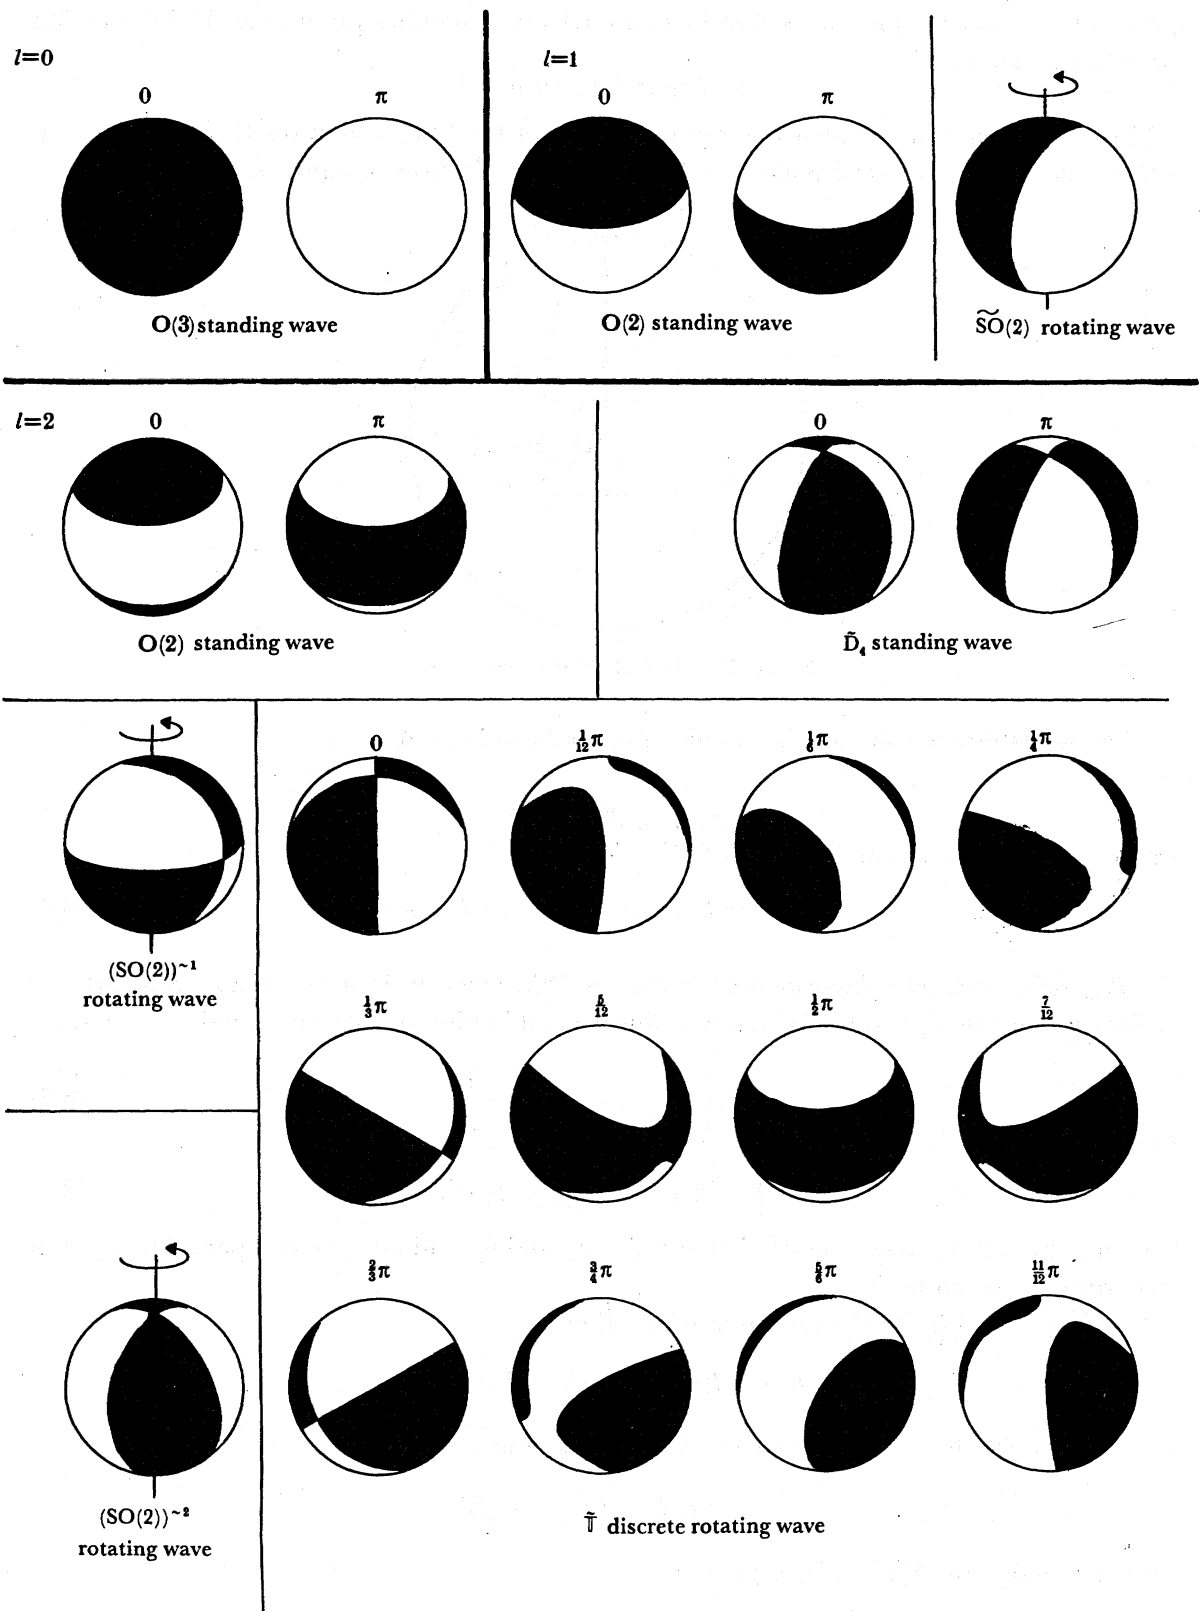 l=0
0 π
O(3) standing wave
l=1
0 π
O(2) standing wave
S͠O(2) rotating wave
l=2
0 π
O(2) standing wave
0 π
D̃₄ standing wave
(SO(2))~¹
rotating wave
(SO(2))~²
rotating wave
0 1/12π 1/6π 1/4π
1/3π 5/12 1/2π 7/12
2/3π 3/4π 5/6π 11/12π
𝕋̃ discrete rotating wave